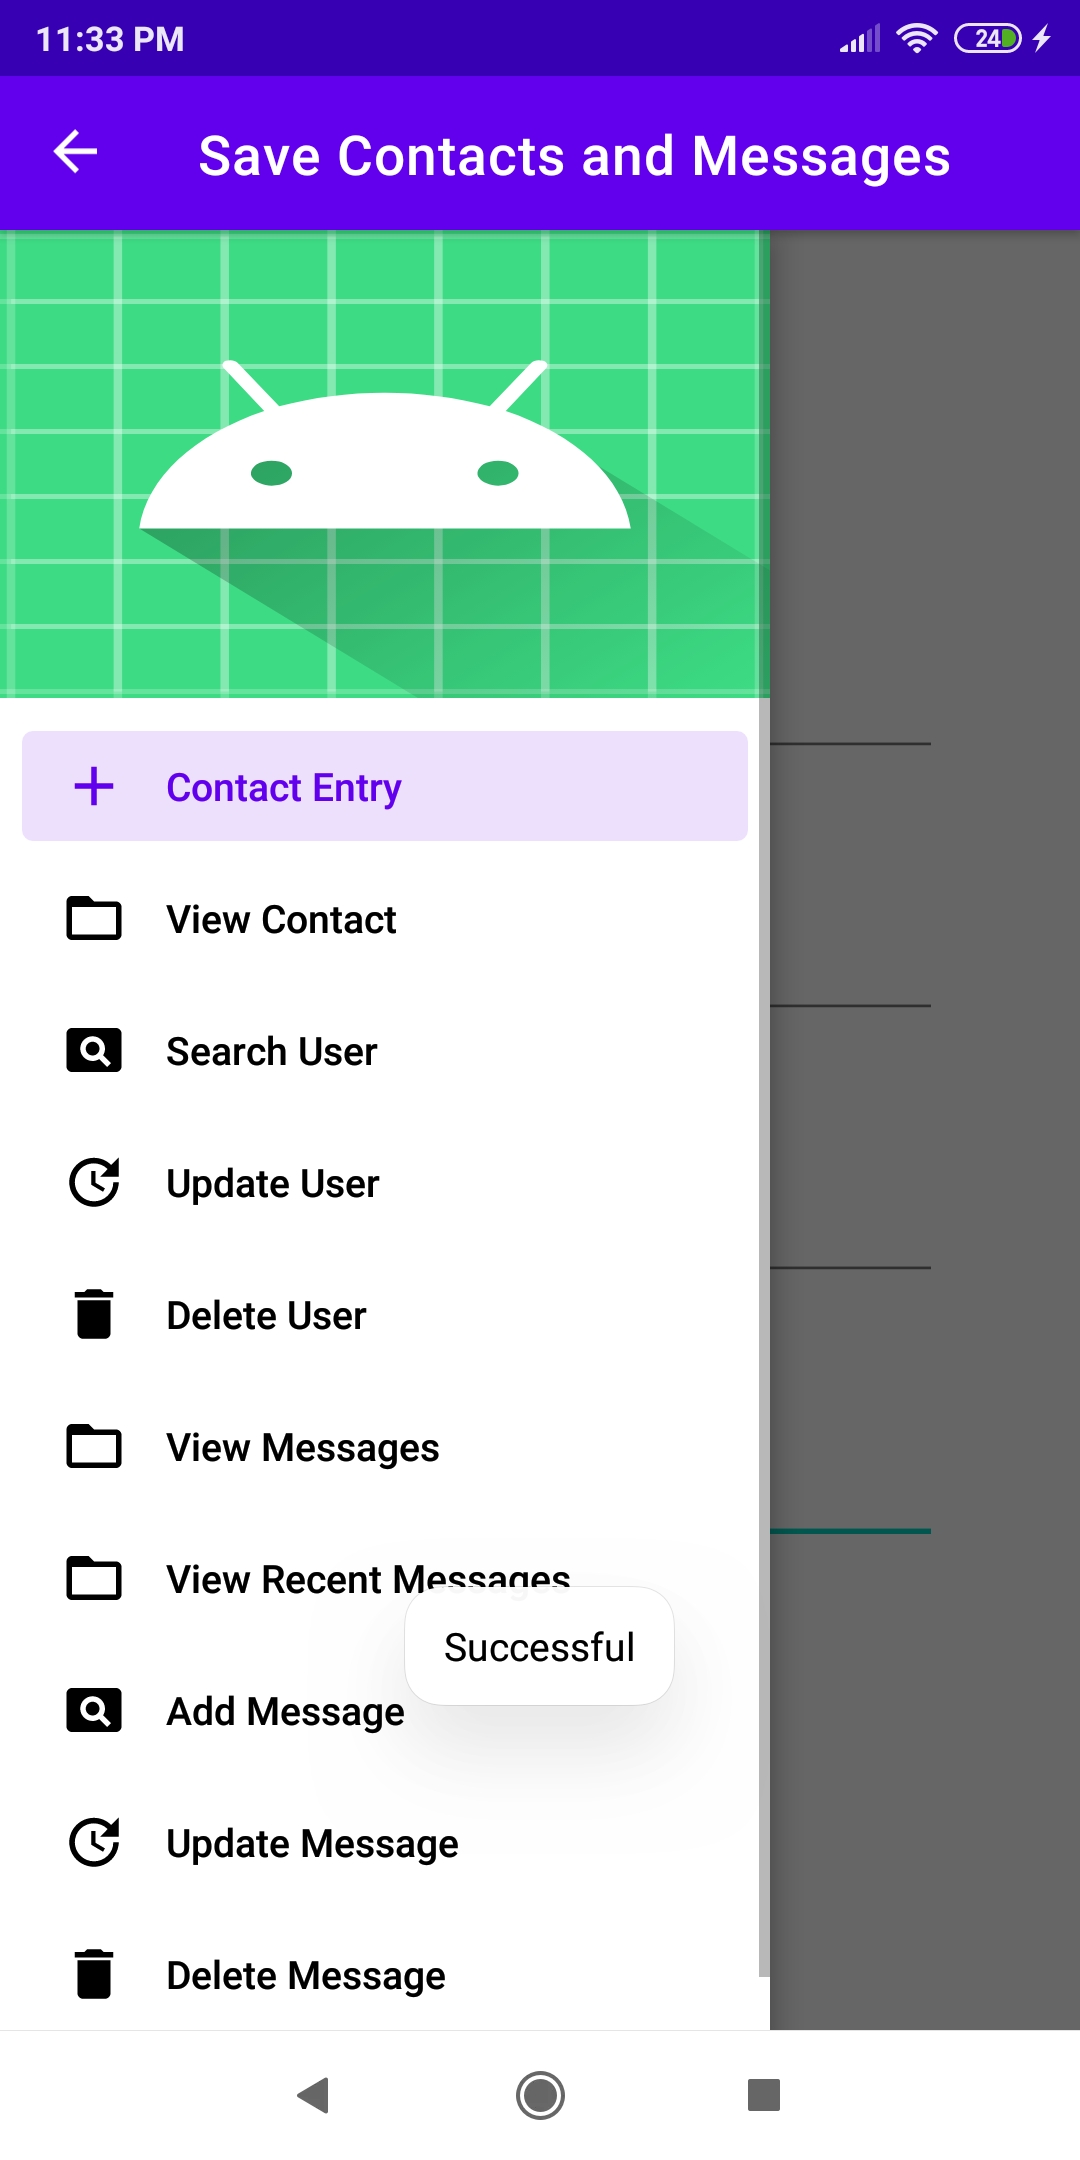 11:33 PM
24
Save Contacts and Messages
Contact Entry
View Contact
Search User
Update User
Delete User
View Messages
View Recent Messages
Successful
Add Message
Update Message
Delete Message